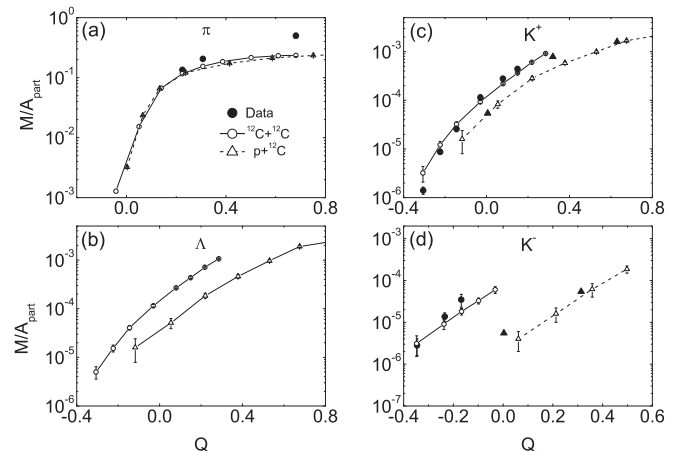 (a) π
M/A_part
10^0
10^-1
10^-2
10^-3
0.0 0.4 0.8
● Data
—○— ^12C+^12C
--△-- p+^12C
(c) K^+
10^-3
10^-4
10^-5
10^-6
-0.4 0.0 0.4 0.8
(b) Λ
M/A_part
10^-3
10^-4
10^-5
10^-6
-0.4 0.0 0.4 0.8
Q
(d) K^-
10^-3
10^-4
10^-5
10^-6
10^-7
-0.4 -0.2 0.0 0.2 0.4 0.6
Q